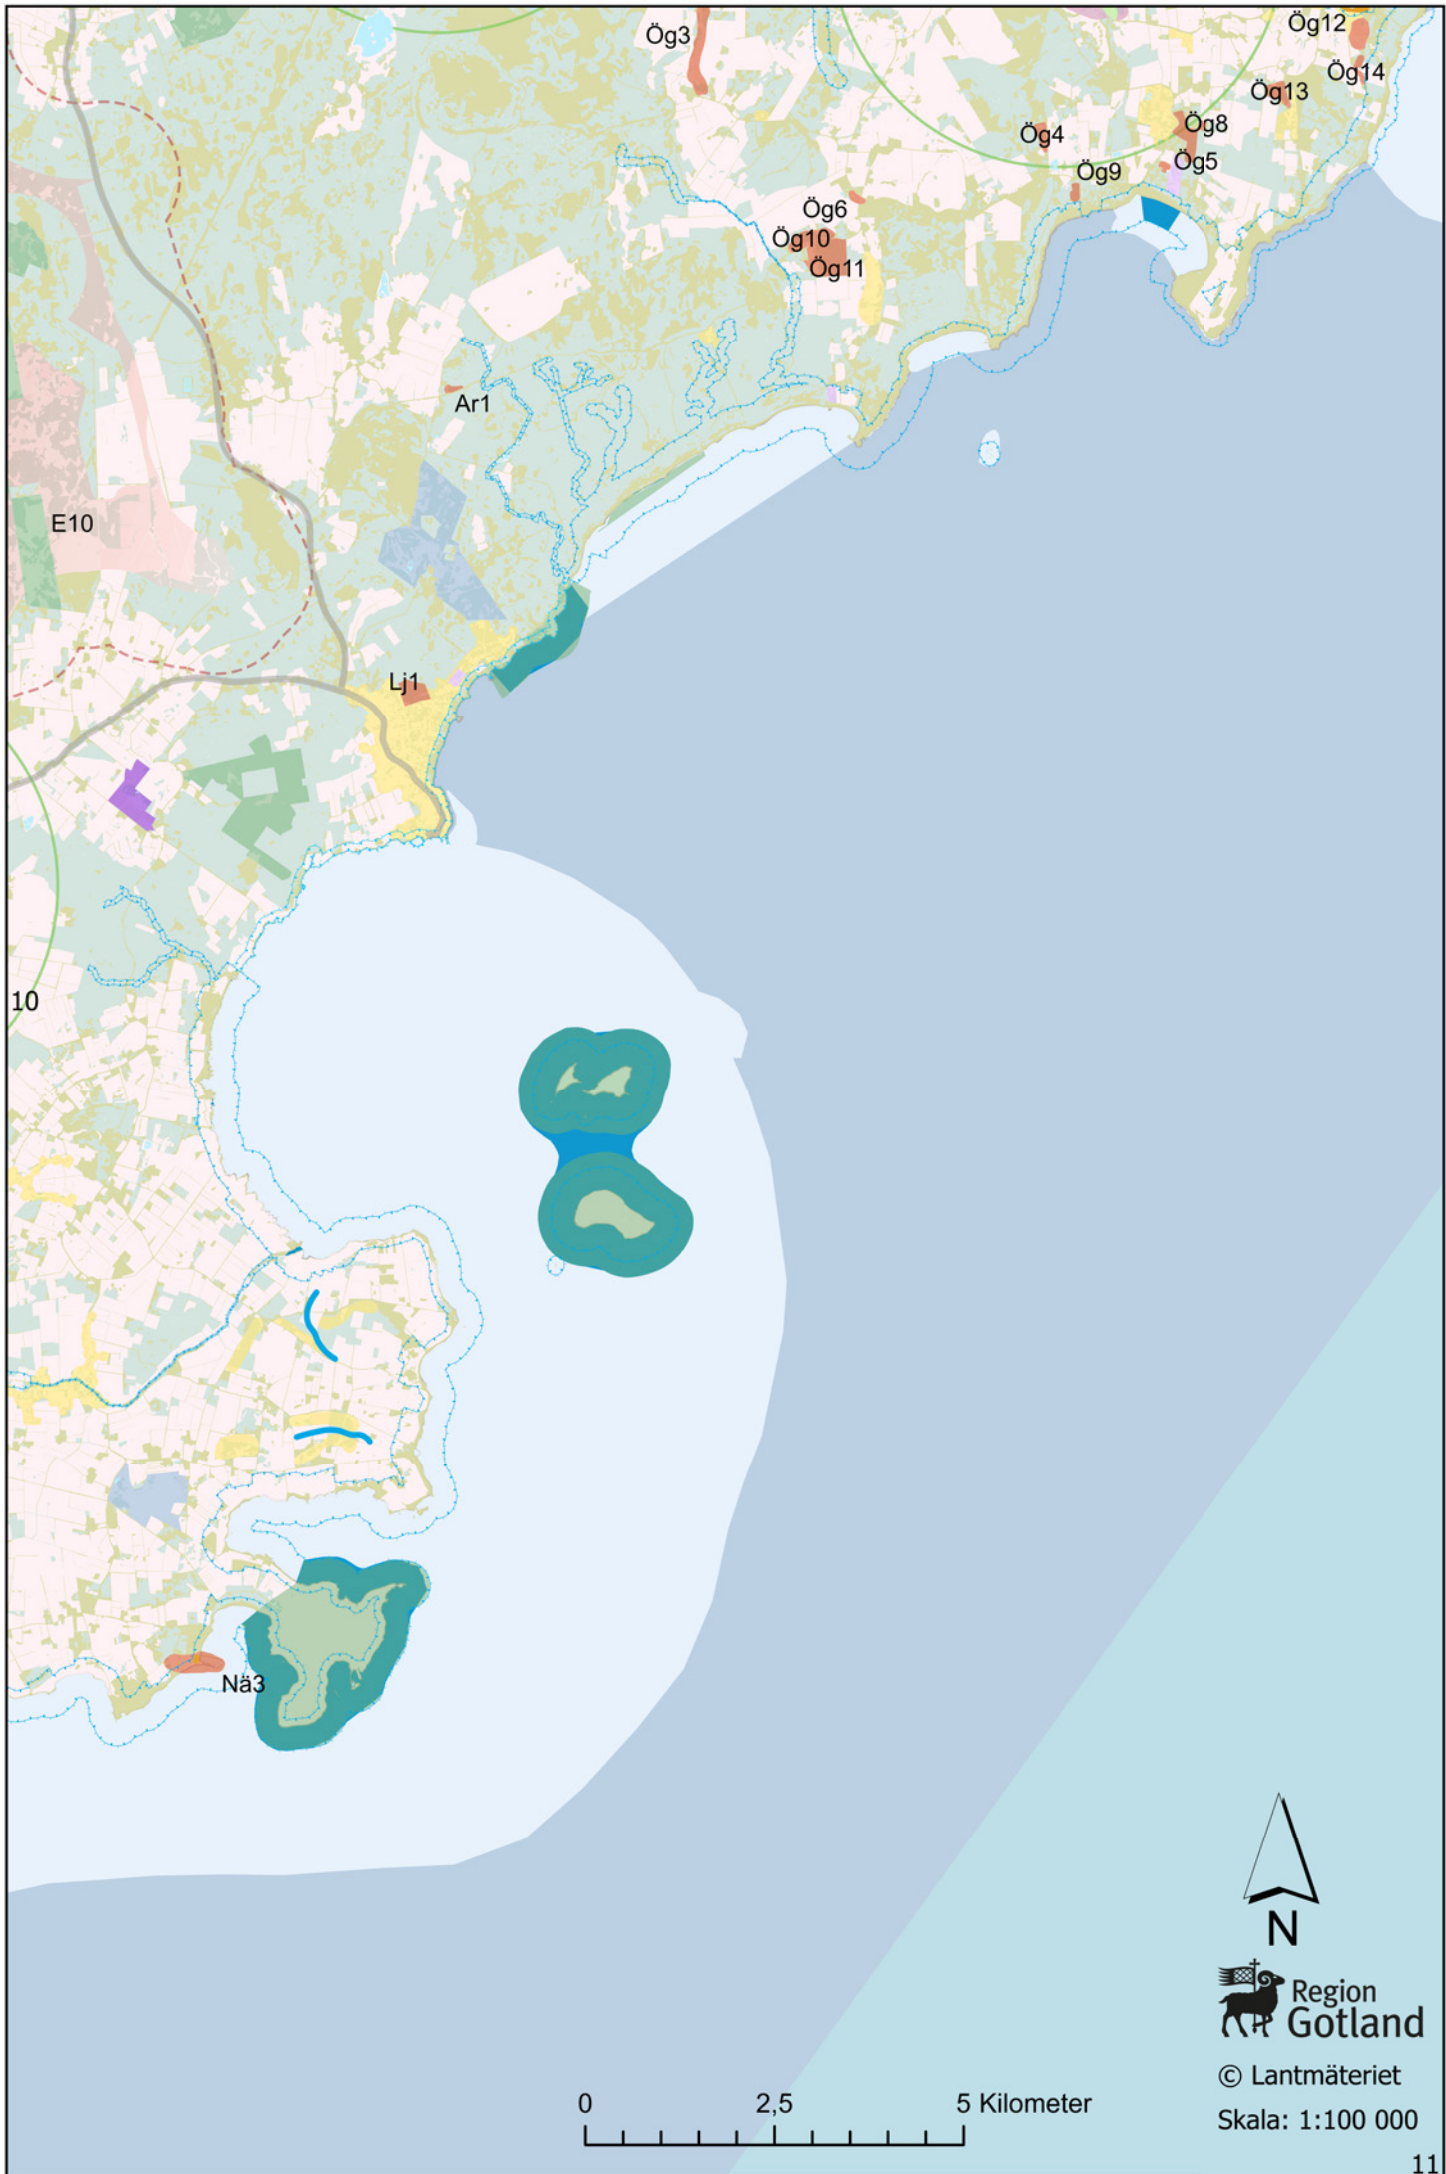 Ög3
Ög12
Ög14
Ög13
Ög8
Ög4
Ög5
Ög9
Ög6
Ög10
Ög11
Ar1
E10
Lj1
10
Nä3
N
Region
Gotland
© Lantmäteriet
0 2,5 5 Kilometer
Skala: 1:100 000
11